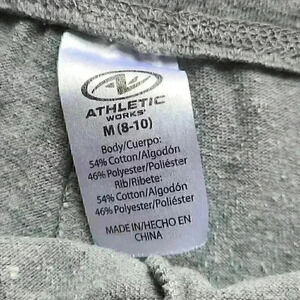 ATHLETIC
WORKS
M (8-10)
Body/Cuerpo:
54% Cotton/Algodón
46% Polyester/Poliéster
Rib/Ribete:
54% Cotton/Algodón
46% Polyester/Poliéster
MADE IN/HECHO EN
CHINA